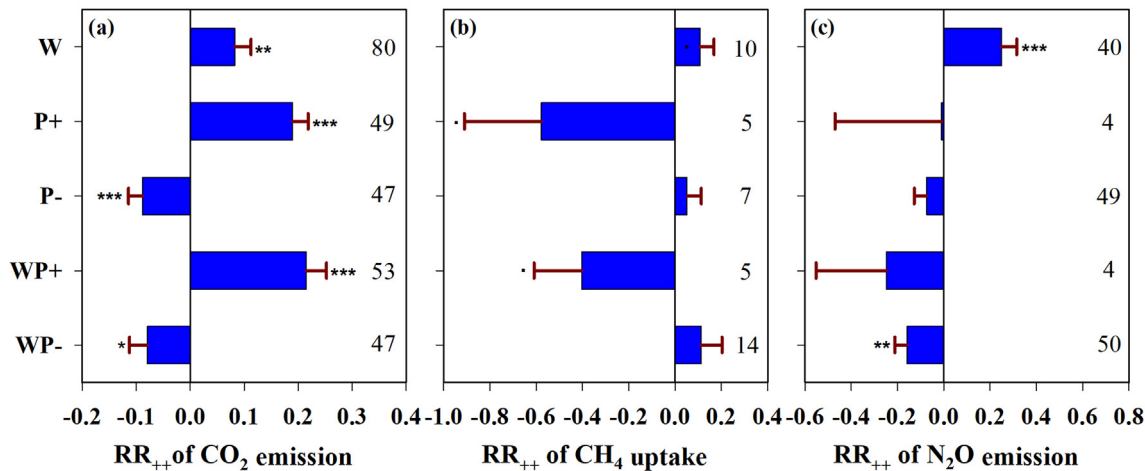 (a) (b) (c)
W ** 80 10 *** 40
P+ *** 49 . 5 4
P- *** 47 7 49
WP+ *** 53 . 5 4
WP- * 47 14 ** 50
-0.2 -0.1 0.0 0.1 0.2 0.3 0.4 -1.0 -0.8 -0.6 -0.4 -0.2 0.0 0.2 0.4 -0.6 -0.4 -0.2 0.0 0.2 0.4 0.6 0.8
RR++ of CO2 emission RR++ of CH4 uptake RR++ of N2O emission